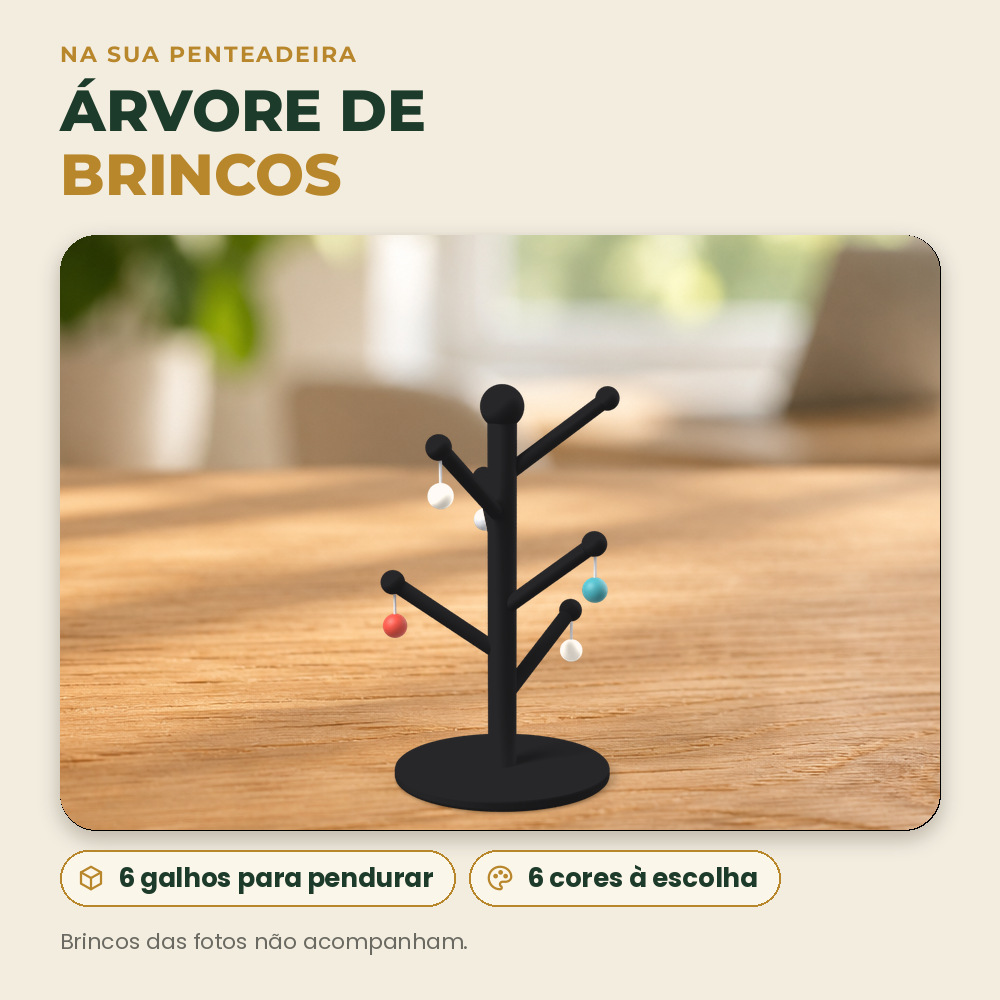 NA SUA PENTEADEIRA
ÁRVORE DE
BRINCOS
6 galhos para pendurar
6 cores à escolha
Brincos das fotos não acompanham.